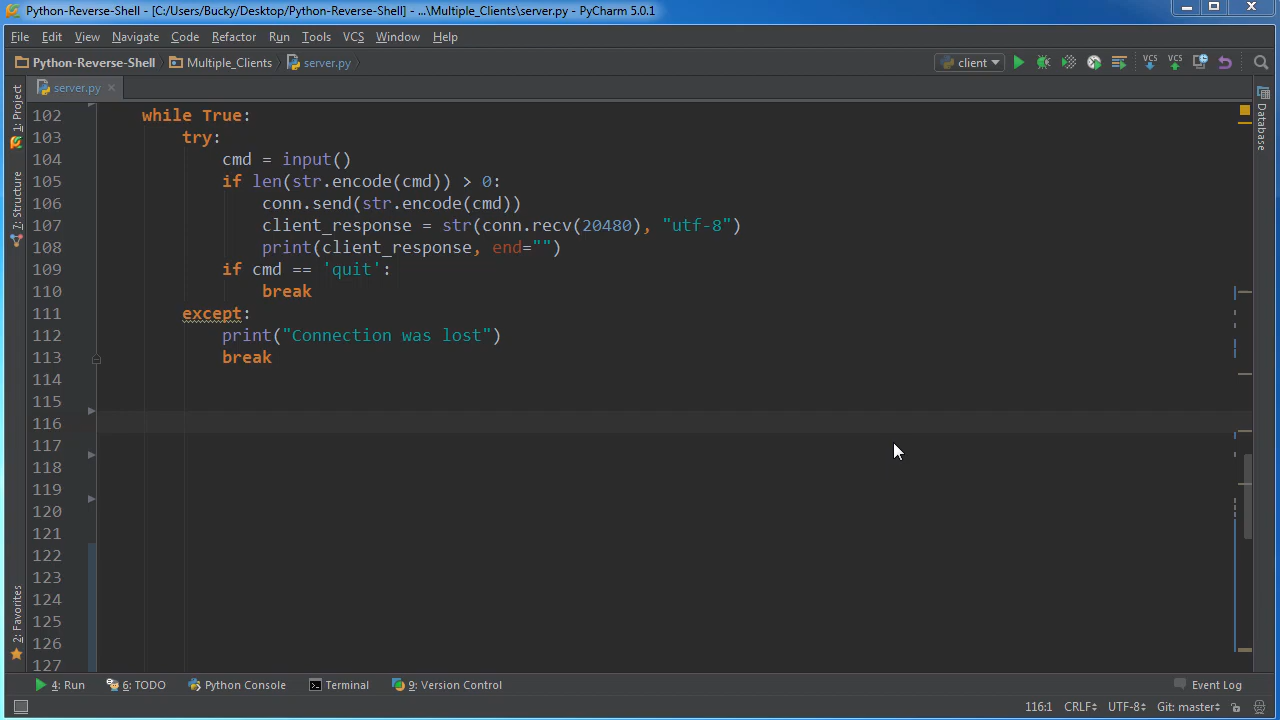 Python-Reverse-Shell - [C:/Users/Bucky/Desktop/Python-Reverse-Shell] - ...\Multiple_Clients\server.py - PyCharm 5.0.1
File Edit View Navigate Code Refactor Run Tools VCS Window Help
Python-Reverse-Shell Multiple_Clients server.py client VCS VCS
server.py
1: Project
7: Structure
2: Favorites
Database
102 while True:
103 try:
104 cmd = input()
105 if len(str.encode(cmd)) > 0:
106 conn.send(str.encode(cmd))
107 client_response = str(conn.recv(20480), "utf-8")
108 print(client_response, end="")
109 if cmd == 'quit':
110 break
111 except:
112 print("Connection was lost")
113 break
114
115
116
117
118
119
120
121
122
123
124
125
126
127
4: Run 6: TODO Python Console Terminal 9: Version Control Event Log
116:1 CRLF UTF-8 Git: master